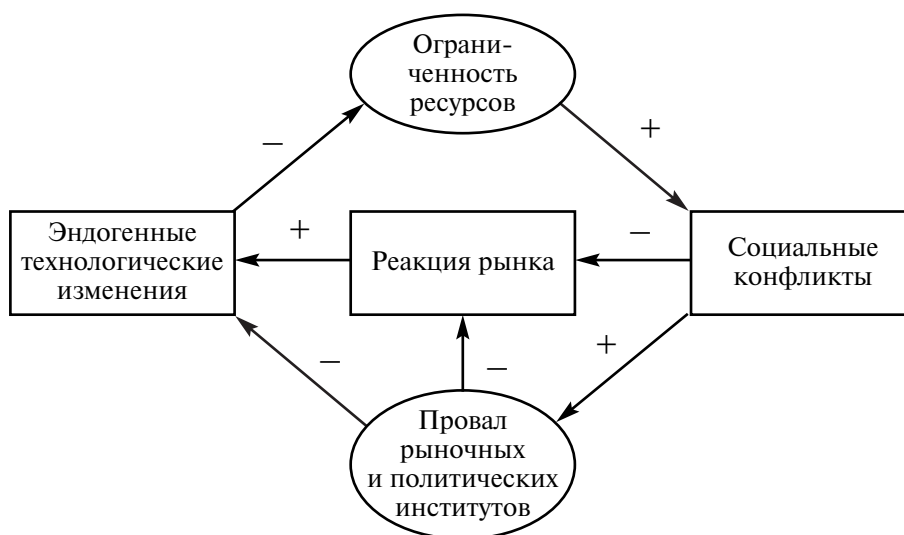 Ограни-
ченность
ресурсов
–
+
Эндогенные
технологические
изменения
+
Реакция рынка
–
Социальные
конфликты
–
–
+
Провал
рыночных
и политических
институтов